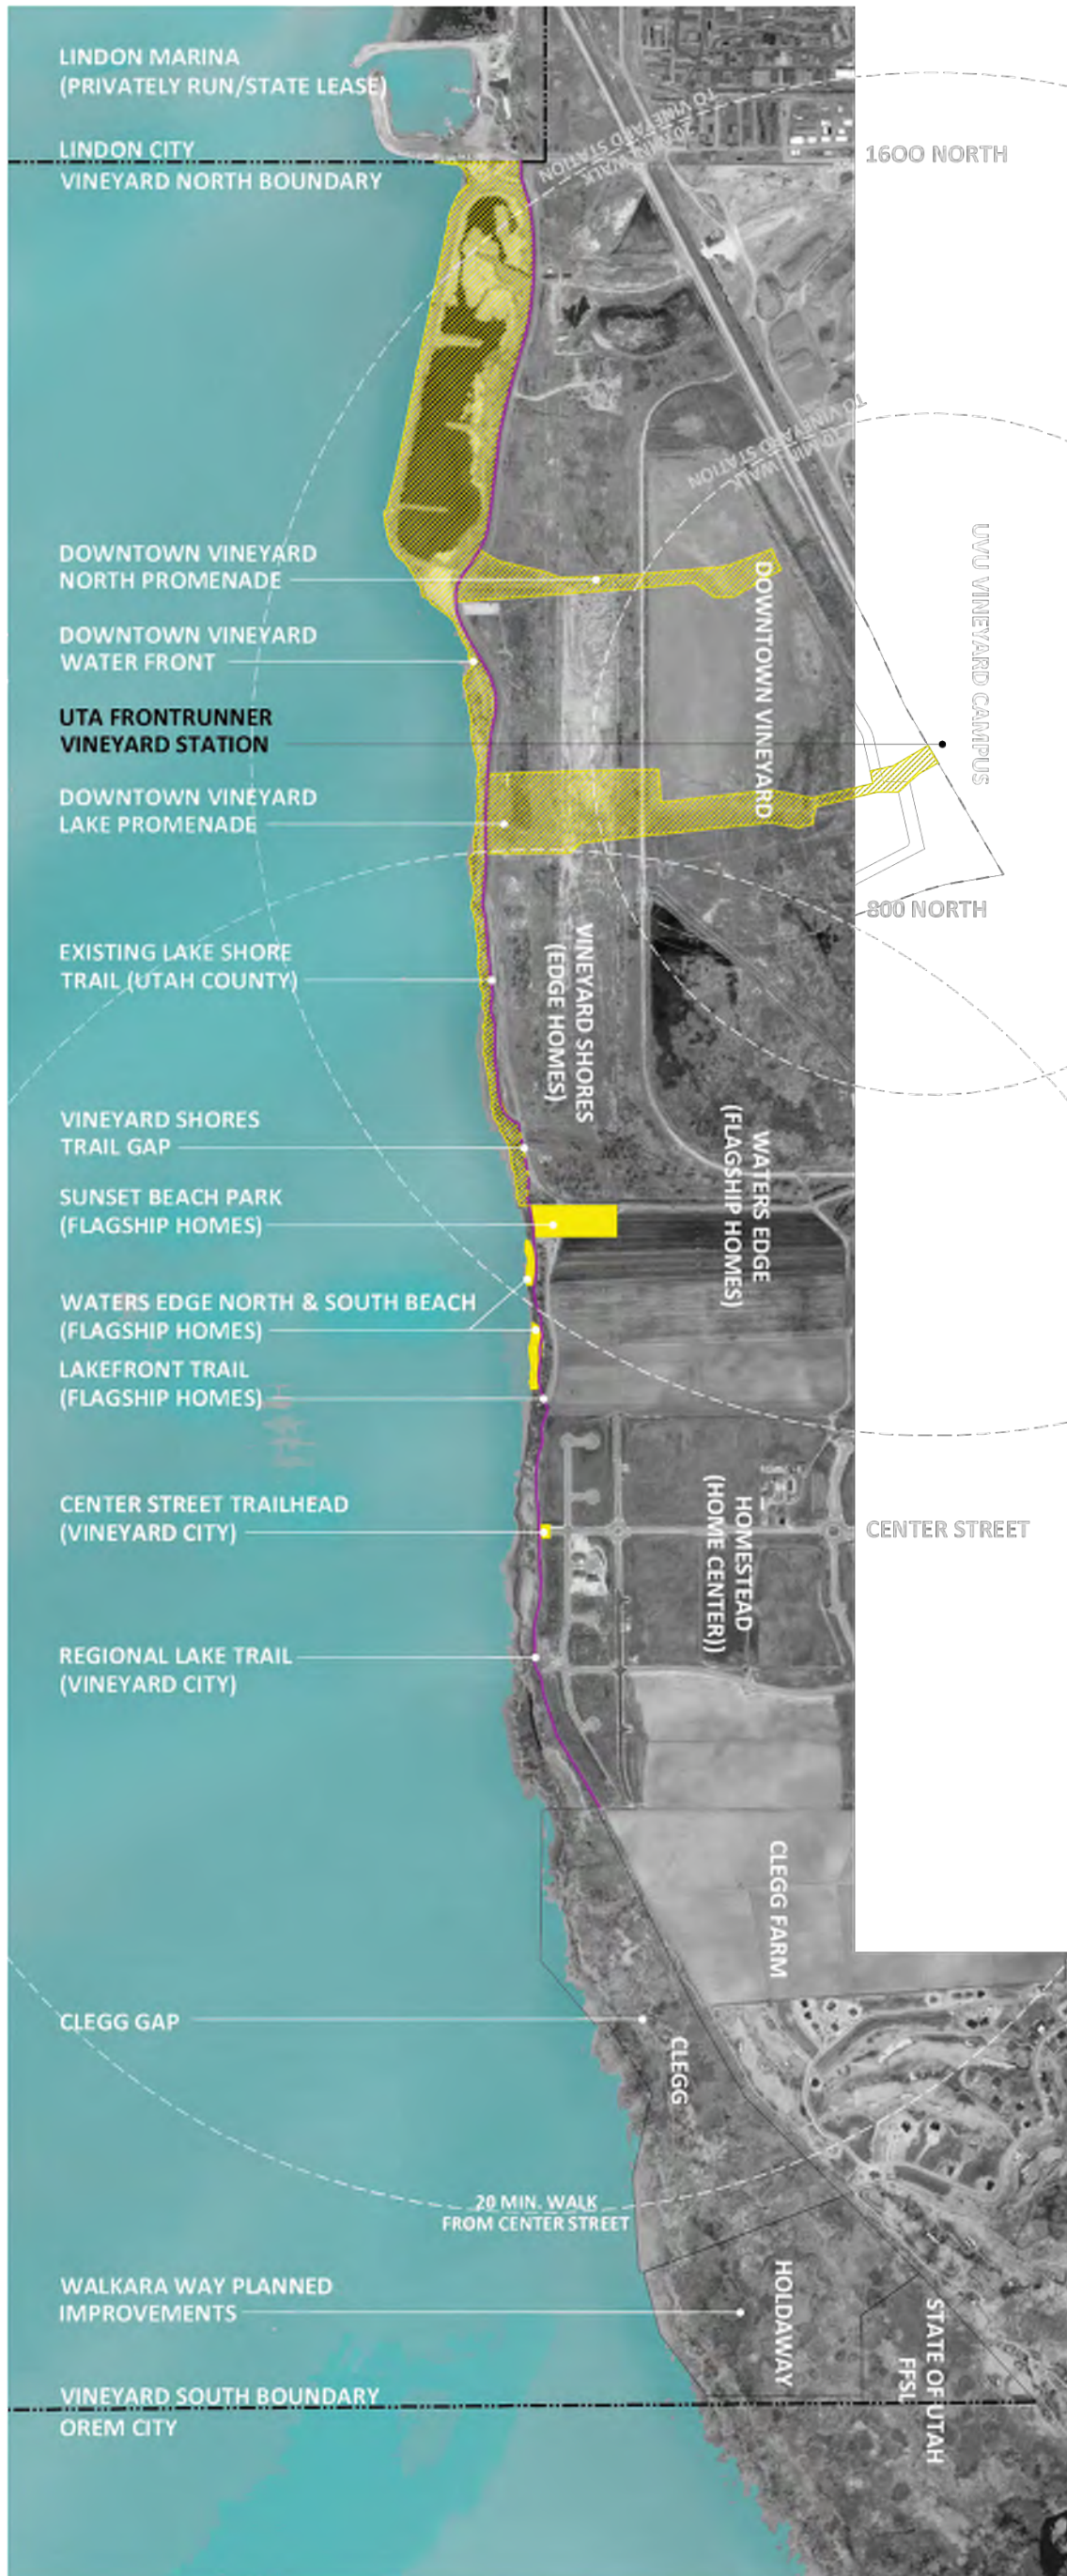 LINDON MARINA
(PRIVATELY RUN/STATE LEASE)
LINDON CITY
VINEYARD NORTH BOUNDARY
20 MIN. WALK
TO VINEYARD STATION
1600 NORTH
10 MIN. WALK
TO VINEYARD STATION
DOWNTOWN VINEYARD
NORTH PROMENADE
DOWNTOWN VINEYARD
WATER FRONT
UTA FRONTRUNNER
VINEYARD STATION
DOWNTOWN VINEYARD
LAKE PROMENADE
DOWNTOWN VINEYARD
UVU VINEYARD CAMPUS
800 NORTH
EXISTING LAKE SHORE
TRAIL (UTAH COUNTY)
VINEYARD SHORES
(EDGE HOMES)
VINEYARD SHORES
TRAIL GAP
SUNSET BEACH PARK
(FLAGSHIP HOMES)
WATERS EDGE
(FLAGSHIP HOMES)
WATERS EDGE NORTH & SOUTH BEACH
(FLAGSHIP HOMES)
LAKEFRONT TRAIL
(FLAGSHIP HOMES)
CENTER STREET TRAILHEAD
(VINEYARD CITY)
HOMESTEAD
(HOME CENTER))
CENTER STREET
REGIONAL LAKE TRAIL
(VINEYARD CITY)
CLEGG FARM
CLEGG GAP
CLEGG
20 MIN. WALK
FROM CENTER STREET
WALKARA WAY PLANNED
IMPROVEMENTS
HOLDAWAY
STATE OF UTAH
FFSL
VINEYARD SOUTH BOUNDARY
OREM CITY